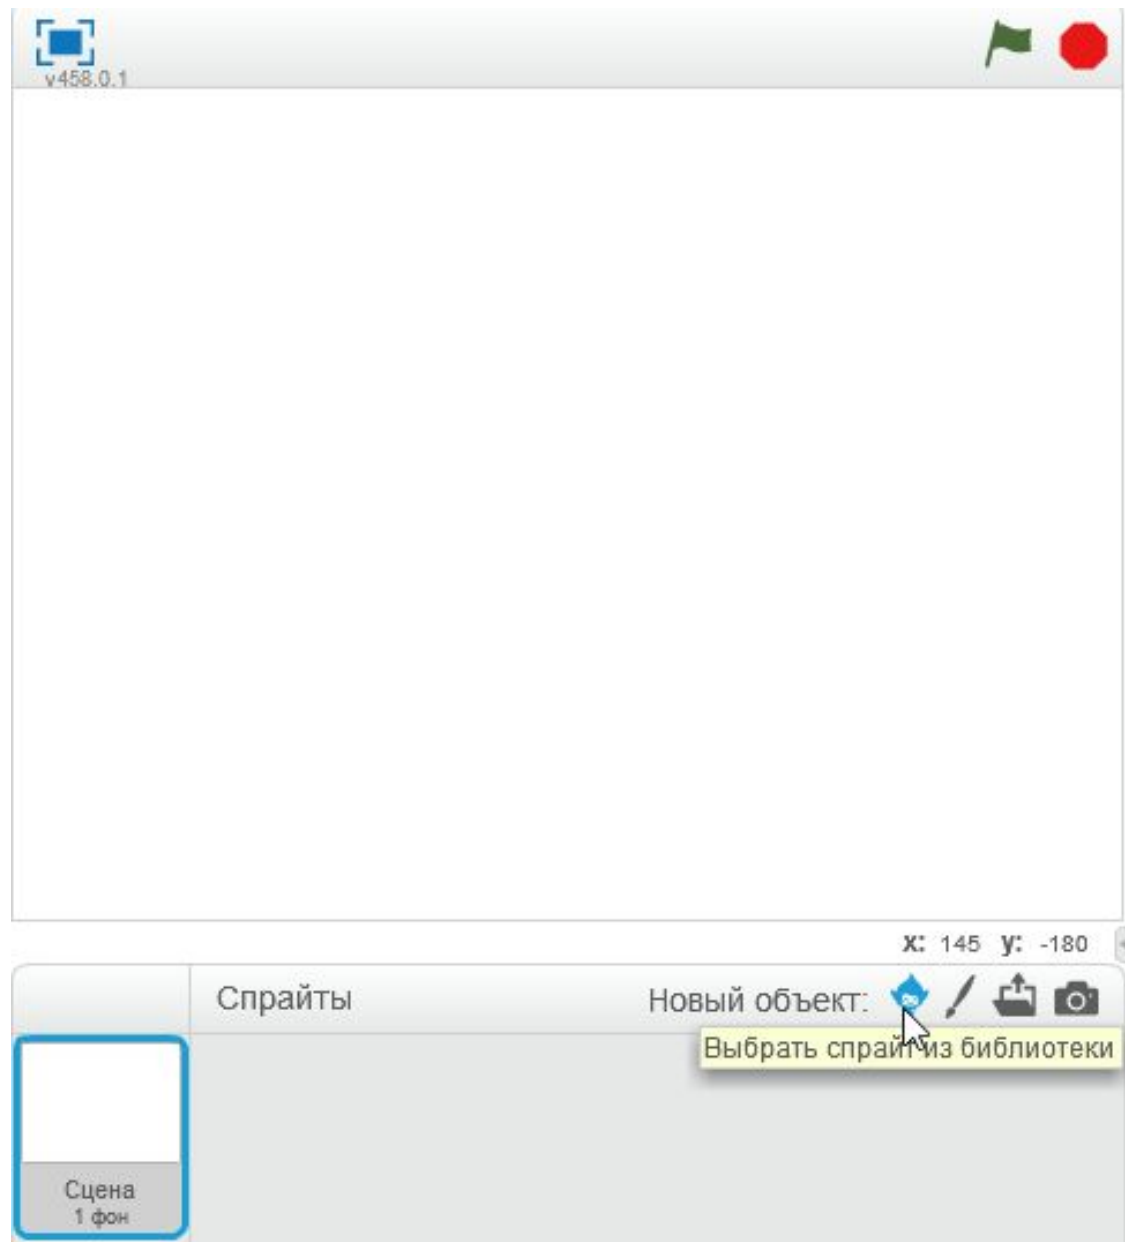 v458.0.1
x: 145 y: -180
Спрайты Новый объект:
Выбрать спрайт из библиотеки
Сцена
1 фон